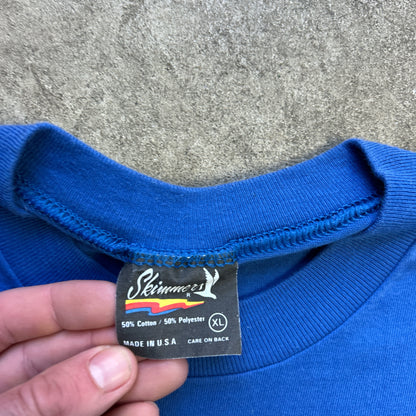 Skimmers
R
50% Cotton / 50% Polyester XL
MADE IN U.S.A CARE ON BACK